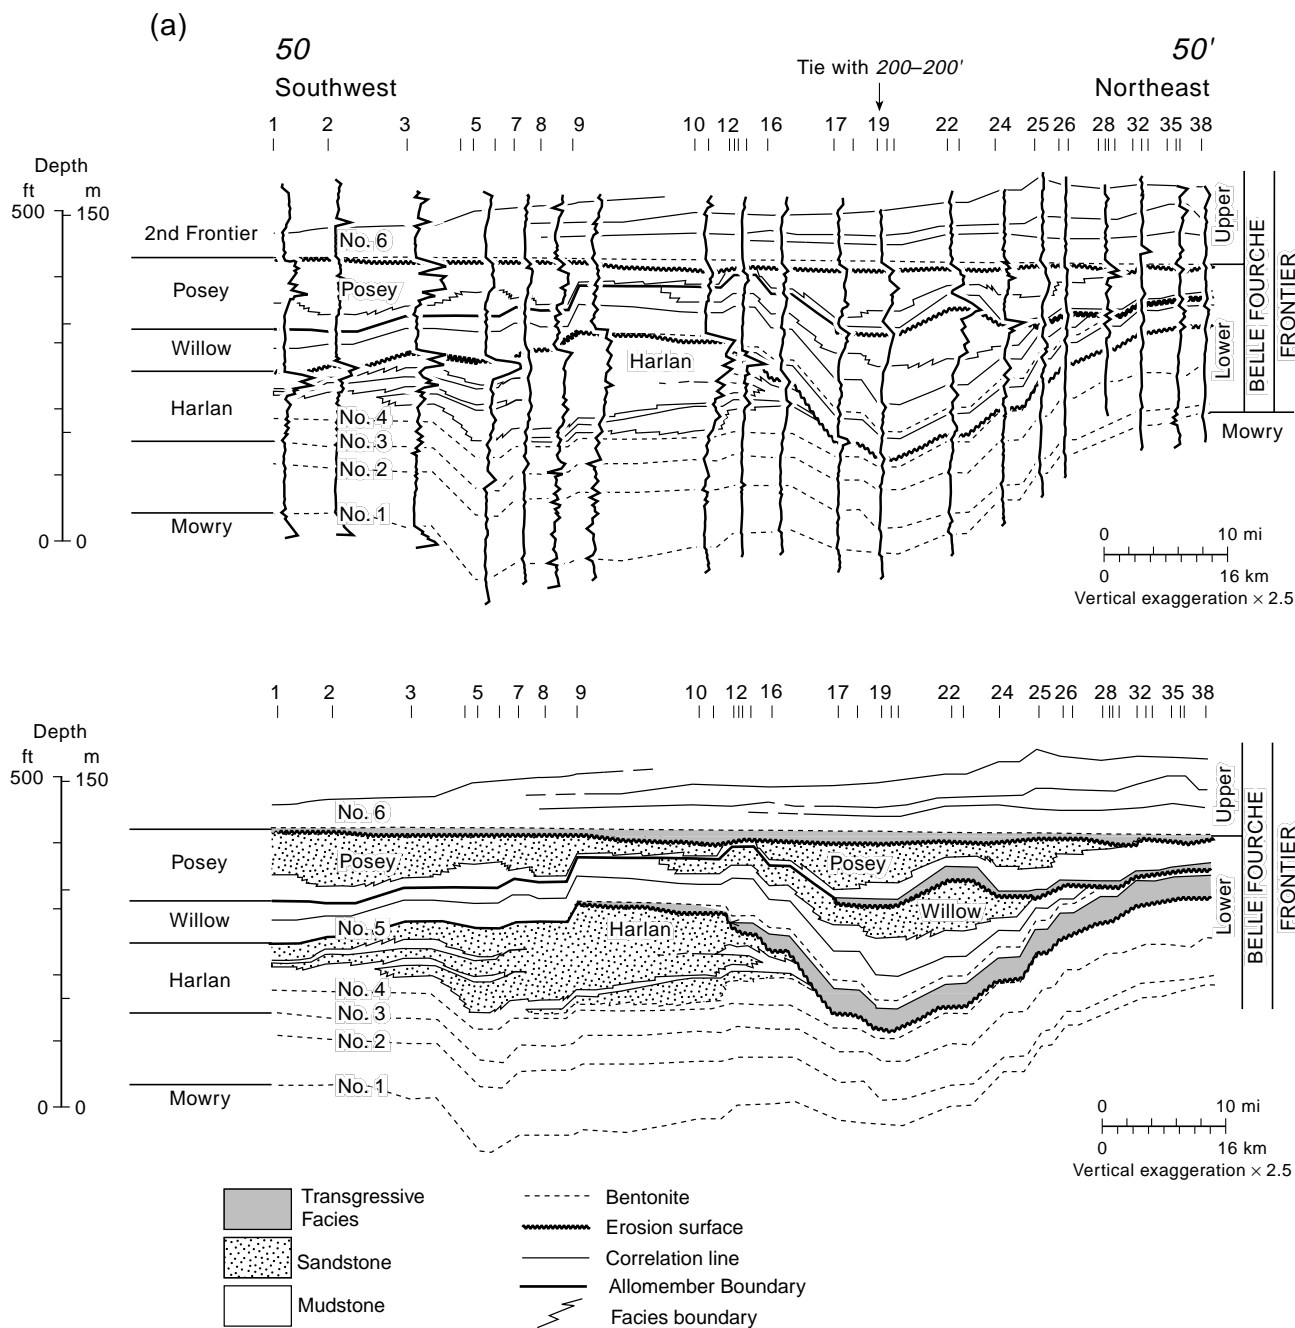 (a)
50
50'
Southwest
Tie with 200–200'
Northeast
1 2 3 5 7 8 9 10 12 16 17 19 22 24 25 26 28 32 35 38
Depth
ft m
500 150
2nd Frontier
No. 6
Posey
Posey
Willow
Harlan
Harlan
No. 4
No. 3
No. 2
No. 1
Mowry
0 0
Upper
Lower
BELLE FOURCHE
FRONTIER
Mowry
0 10 mi
0 16 km
Vertical exaggeration × 2.5
1 2 3 5 7 8 9 10 12 16 17 19 22 24 25 26 28 32 35 38
Depth
ft m
500 150
No. 6
Posey
Posey
Posey
Willow
Willow
No. 5
Harlan
Harlan
No. 4
No. 3
No. 2
No. 1
Mowry
0 0
Upper
Lower
BELLE FOURCHE
FRONTIER
0 10 mi
0 16 km
Vertical exaggeration × 2.5
Transgressive
Facies
Sandstone
Mudstone
Bentonite
Erosion surface
Correlation line
Allomember Boundary
Facies boundary